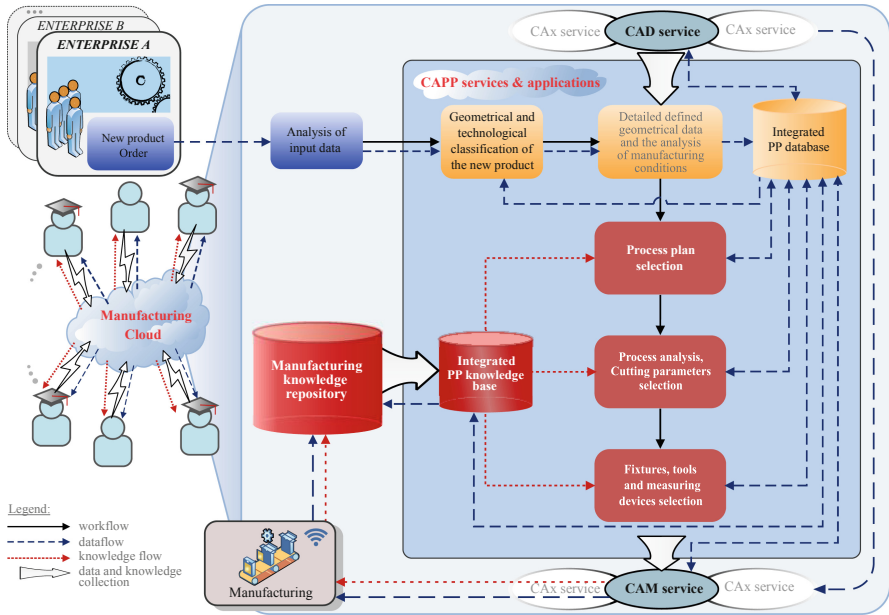 ENTERPRISE B
ENTERPRISE A
New product
Order
CAx service
CAD service
CAx service
CAPP services & applications
Analysis of
input data
Geometrical and
technological
classification of
the new product
Detailed defined
geometrical data
and the analysis
of manufacturing
conditions
Integrated
PP database
Process plan
selection
Manufacturing
Cloud
Manufacturing
knowledge
repository
Integrated
PP knowledge
base
Process analysis,
Cutting parameters
selection
Fixtures, tools
and measuring
devices selection
Legend:
workflow
dataflow
knowledge flow
data and knowledge
collection
Manufacturing
CAx service
CAM service
CAx service